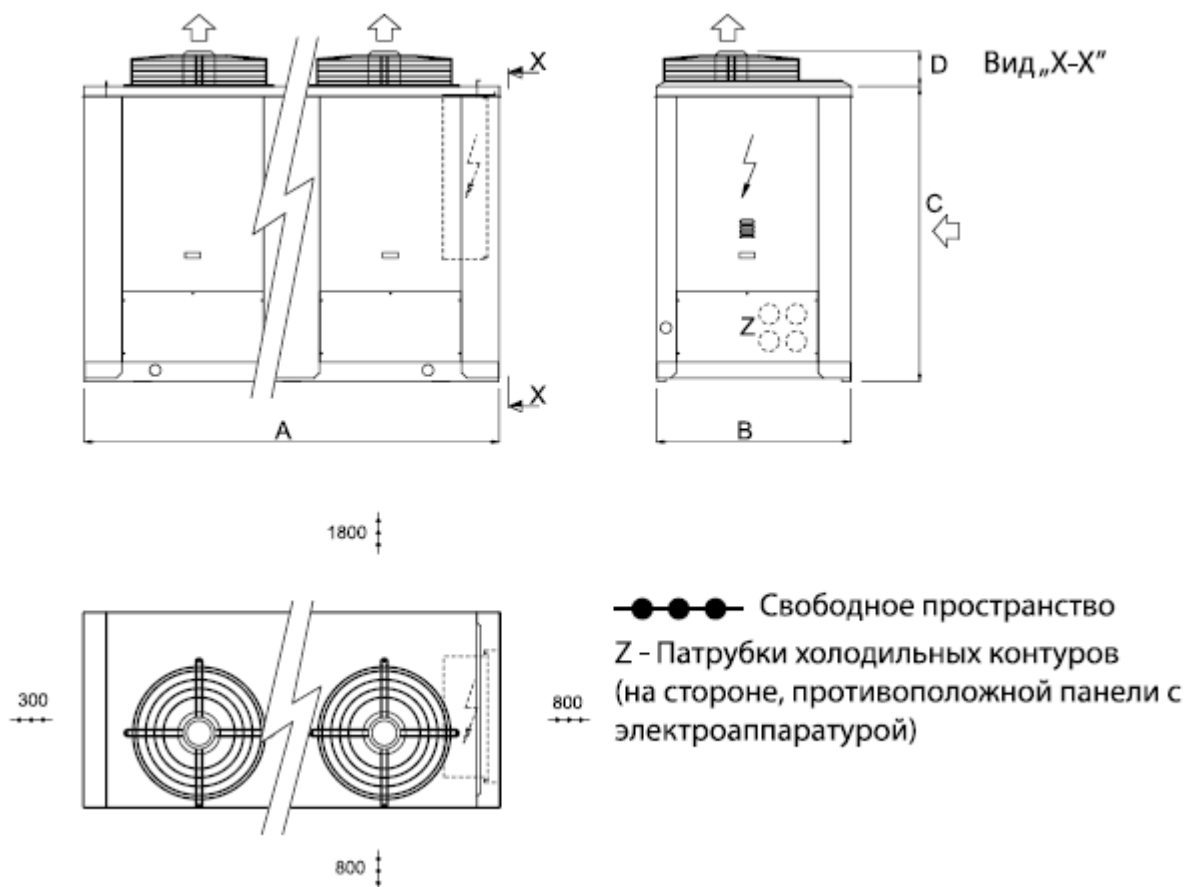 X
D Вид „X-X”
C
Z
X
A
B
1800
Свободное пространство
Z - Патрубки холодильных контуров
(на стороне, противоположной панели с
электроаппаратурой)
300
800
800